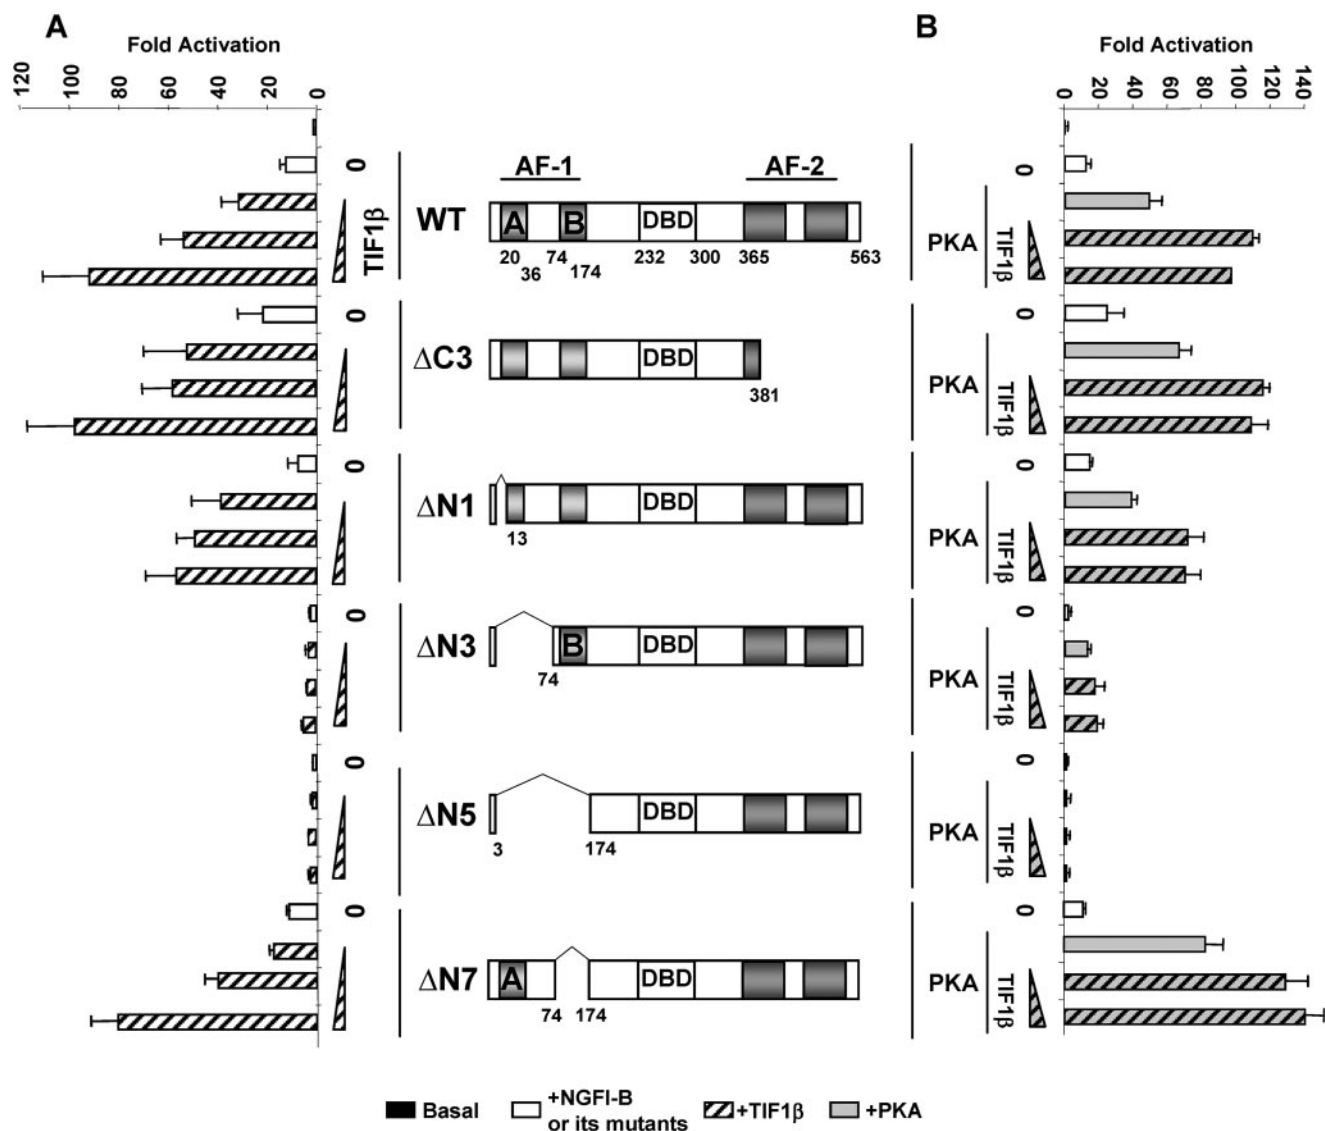 A
B
Fold Activation
Fold Activation
120
100
80
60
40
20
0
0
20
40
60
80
100
120
140
0
TIF1β
AF-1
AF-2
WT
A
B
DBD
20
36
74
174
232
300
365
563
0
PKA
TIF1β
0
ΔC3
DBD
381
0
PKA
TIF1β
0
ΔN1
DBD
13
0
PKA
TIF1β
0
ΔN3
B
DBD
74
0
PKA
TIF1β
0
ΔN5
DBD
3
174
0
PKA
TIF1β
0
ΔN7
A
DBD
74
174
0
PKA
TIF1β
Basal
+NGFI-B
or its mutants
+TIF1β
+PKA